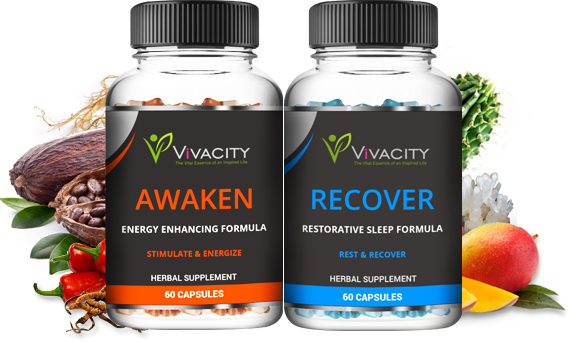 ViVACITY
The Vital Essence of an Inspired Life
AWAKEN
ENERGY ENHANCING FORMULA
STIMULATE & ENERGIZE
HERBAL SUPPLEMENT
60 CAPSULES
ViVACITY
The Vital Essence of an Inspired Life
RECOVER
RESTORATIVE SLEEP FORMULA
REST & RECOVER
HERBAL SUPPLEMENT
60 CAPSULES